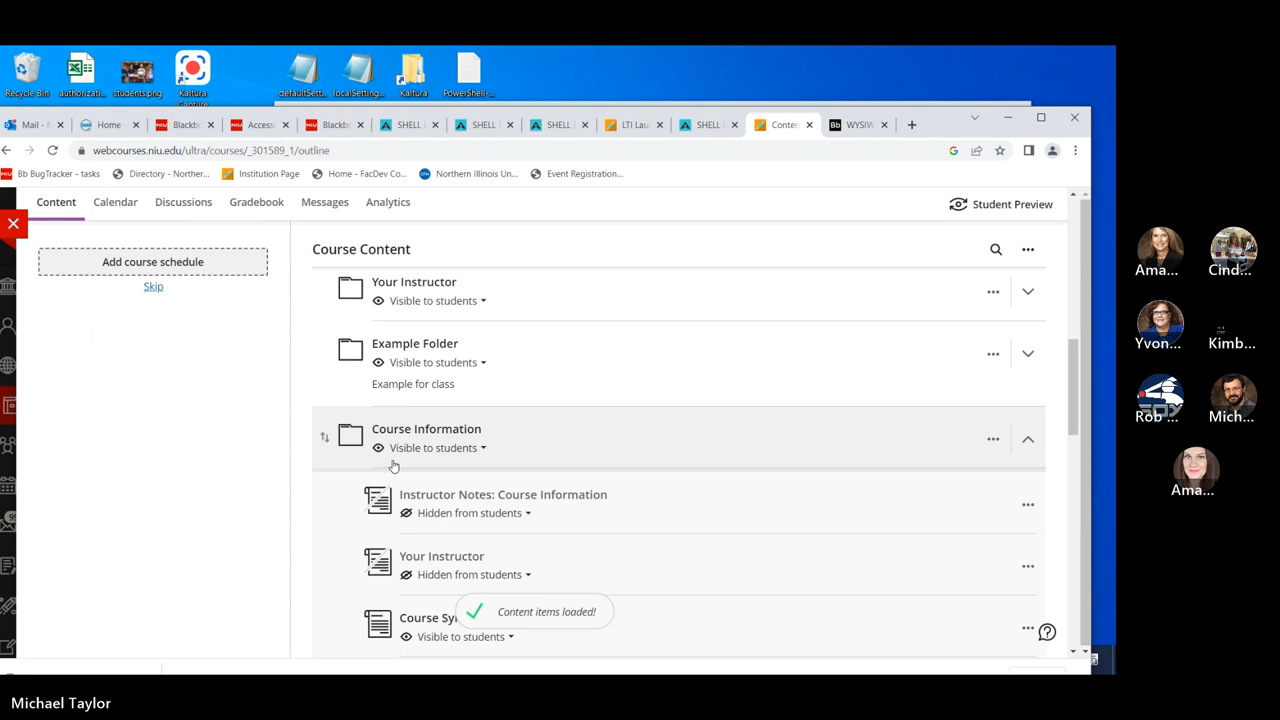 Recycle Bin
authorizati...
students.png
Kaltura
Capture
defaultSett...
localSetting...
Kaltura
PowerShell-...
Mail -
Home
Blackb
Access
Blackb
SHELL
SHELL
SHELL
LTI Lau
SHELL
Conten
Bb WYSIW
webcourses.niu.edu/ultra/courses/_301589_1/outline
NIU Bb BugTracker - tasks
Directory - Norther...
Institution Page
Home - FacDev Co...
Northern Illinois Un...
Event Registration...
Content
Calendar
Discussions
Gradebook
Messages
Analytics
Student Preview
Add course schedule
Skip
Course Content
Your Instructor
Visible to students
Example Folder
Visible to students
Example for class
Course Information
Visible to students
Instructor Notes: Course Information
Hidden from students
Your Instructor
Hidden from students
Content items loaded!
Course Sy
Visible to students
Ama...
Cind...
Yvon...
Kimb...
Rob ...
Mich...
Ama...
Michael Taylor